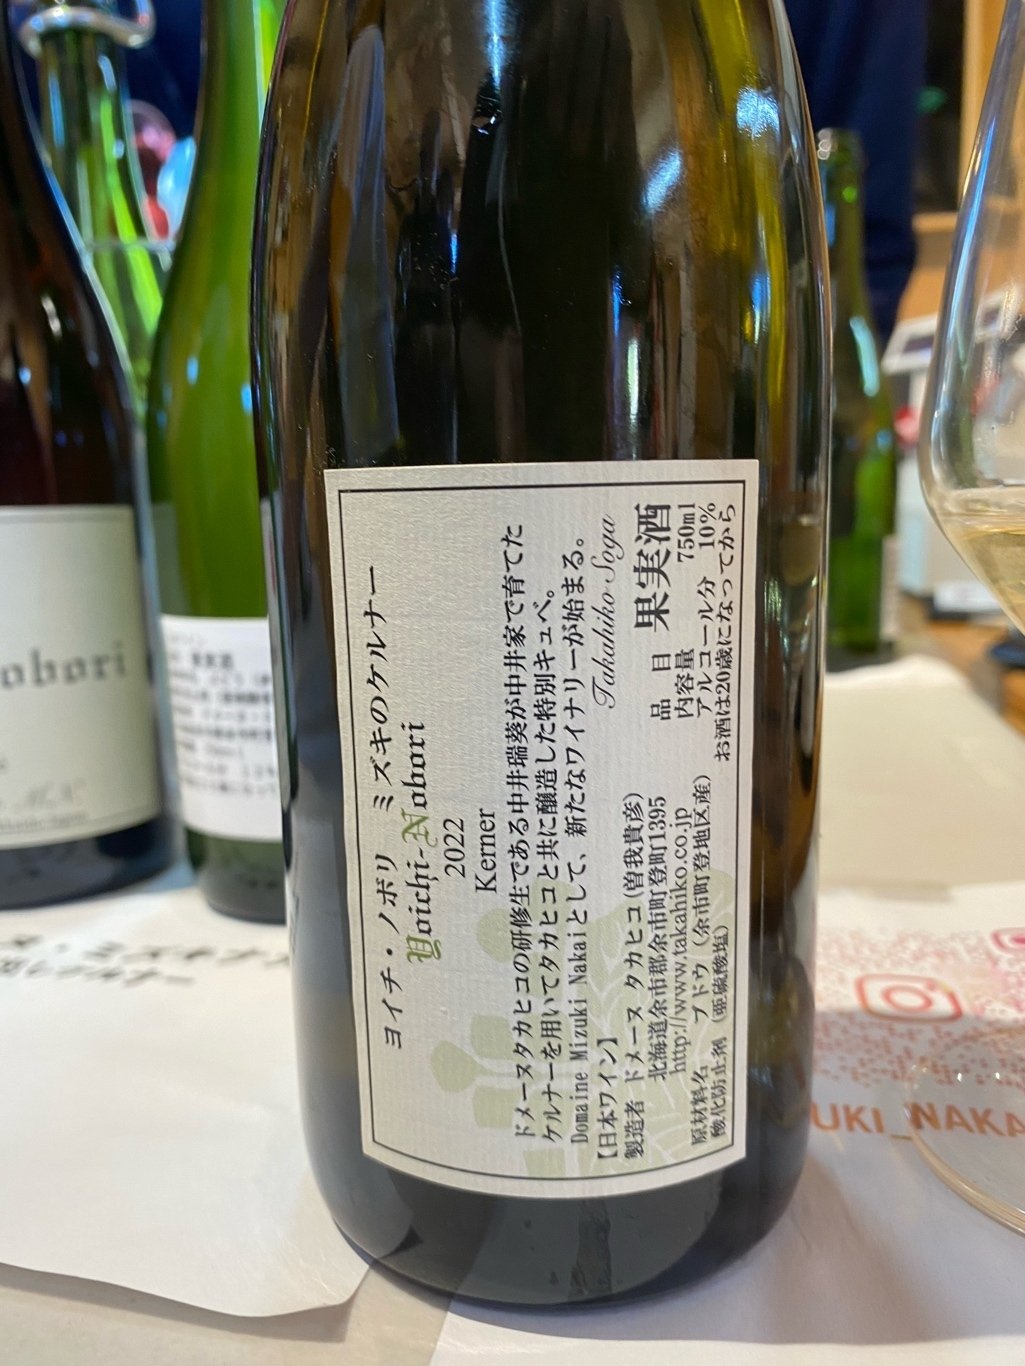 ヨイチ・ノボリ　ミズキのケルナー
Yoichi-Nobori
2022
Kerner
ドメーヌタカヒコの研修生である中井瑞葵が中井家で育てた
ケルナーを用いてタカヒコと共に醸造した特別キュベ。
Domaine Mizuki Nakaiとして、新たなワイナリーが始まる。
Takahiko Soga
【日本ワイン】
製造者 ドメーヌ タカヒコ(曽我貴彦)
北海道余市郡余市町登町1395
http://www.takahiko.co.jp
原材料名 ブドウ (余市町登地区産)
酸化防止剤 (亜硫酸塩)
品目 果実酒
内容量 750ml
アルコール分 10%
お酒は20歳になってから
obori
UKI_NAKA